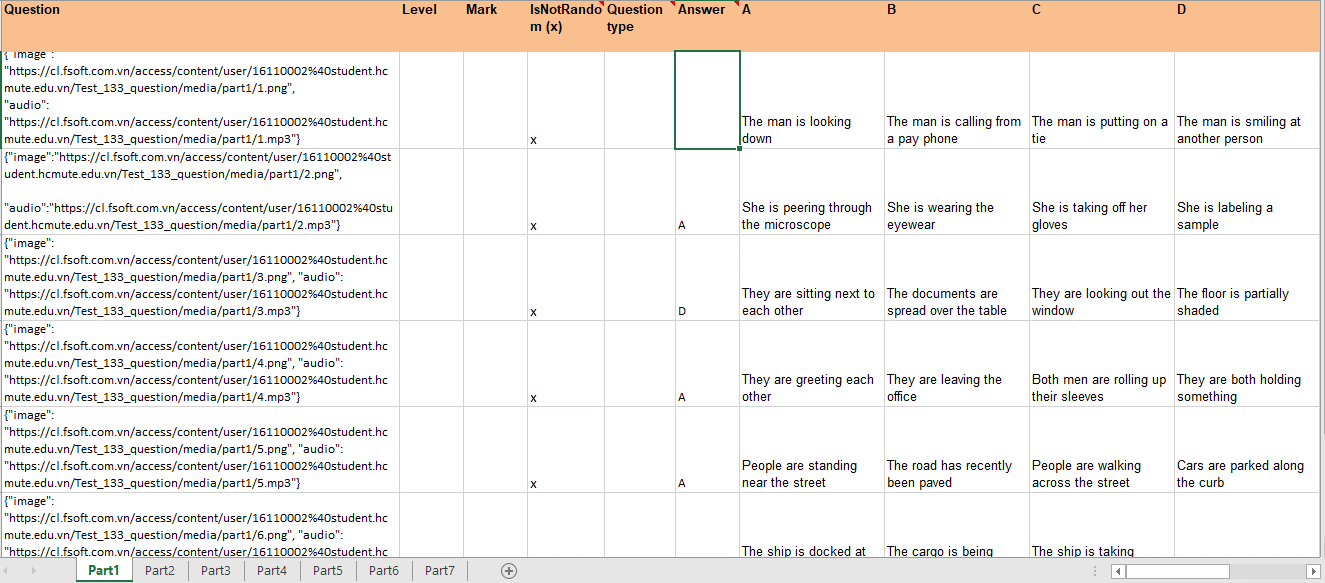 Question Level Mark IsNotRando Question Answer A B C D
m (x) type
{"image":
"https://cl.fsoft.com.vn/access/content/user/16110002%40student.hc
mute.edu.vn/Test_133_question/media/part1/1.png",
"audio":
"https://cl.fsoft.com.vn/access/content/user/16110002%40student.hc
mute.edu.vn/Test_133_question/media/part1/1.mp3"}
x
The man is looking
down
The man is calling from
a pay phone
The man is putting on a
tie
The man is smiling at
another person
{"image":"https://cl.fsoft.com.vn/access/content/user/16110002%40st
udent.hcmute.edu.vn/Test_133_question/media/part1/2.png",
"audio":"https://cl.fsoft.com.vn/access/content/user/16110002%40stu
dent.hcmute.edu.vn/Test_133_question/media/part1/2.mp3"}
x
A
She is peering through
the microscope
She is wearing the
eyewear
She is taking off her
gloves
She is labeling a
sample
{"image":
"https://cl.fsoft.com.vn/access/content/user/16110002%40student.hc
mute.edu.vn/Test_133_question/media/part1/3.png", "audio":
"https://cl.fsoft.com.vn/access/content/user/16110002%40student.hc
mute.edu.vn/Test_133_question/media/part1/3.mp3"}
x
D
They are sitting next to
each other
The documents are
spread over the table
They are looking out the
window
The floor is partially
shaded
{"image":
"https://cl.fsoft.com.vn/access/content/user/16110002%40student.hc
mute.edu.vn/Test_133_question/media/part1/4.png", "audio":
"https://cl.fsoft.com.vn/access/content/user/16110002%40student.hc
mute.edu.vn/Test_133_question/media/part1/4.mp3"}
x
A
They are greeting each
other
They are leaving the
office
Both men are rolling up
their sleeves
They are both holding
something
{"image":
"https://cl.fsoft.com.vn/access/content/user/16110002%40student.hc
mute.edu.vn/Test_133_question/media/part1/5.png", "audio":
"https://cl.fsoft.com.vn/access/content/user/16110002%40student.hc
mute.edu.vn/Test_133_question/media/part1/5.mp3"}
x
A
People are standing
near the street
The road has recently
been paved
People are walking
across the street
Cars are parked along
the curb
{"image":
"https://cl.fsoft.com.vn/access/content/user/16110002%40student.hc
mute.edu.vn/Test_133_question/media/part1/6.png", "audio":
"https://cl.fsoft.com.vn/access/content/user/16110002%40student.hc
The ship is docked at
The cargo is being
The ship is taking
Part1 Part2 Part3 Part4 Part5 Part6 Part7